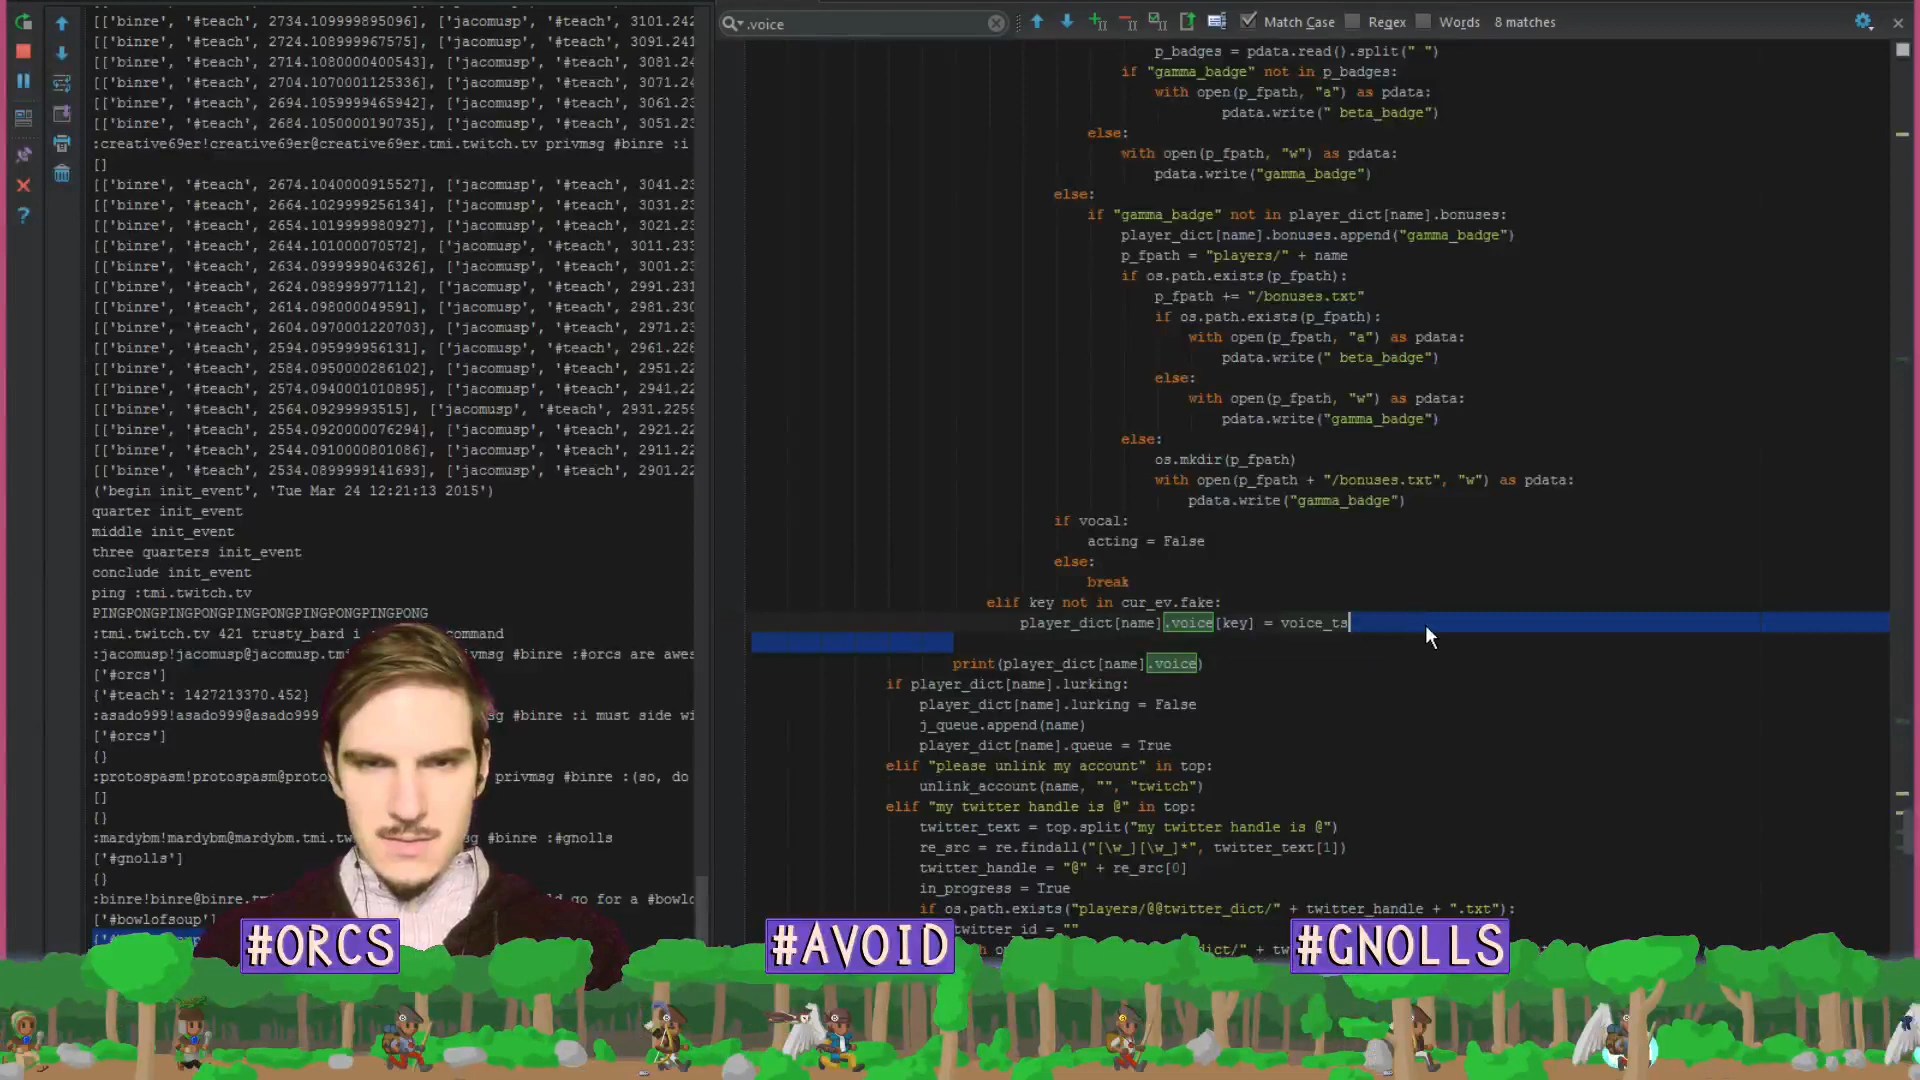 [['binre', '#teach', 2734.109999895096], ['jacomusp', '#teach', 3101.242
[['binre', '#teach', 2724.108999967575], ['jacomusp', '#teach', 3091.241
[['binre', '#teach', 2714.1080000400543], ['jacomusp', '#teach', 3081.24
[['binre', '#teach', 2704.1070001125336], ['jacomusp', '#teach', 3071.24
[['binre', '#teach', 2694.1059999465942], ['jacomusp', '#teach', 3061.23
[['binre', '#teach', 2684.1050000190735], ['jacomusp', '#teach', 3051.23
:creative69er!creative69er@creative69er.tmi.twitch.tv privmsg #binre :i
[]
[['binre', '#teach', 2674.1040000915527], ['jacomusp', '#teach', 3041.23
[['binre', '#teach', 2664.10299999256134], ['jacomusp', '#teach', 3031.23
[['binre', '#teach', 2654.1019999980927], ['jacomusp', '#teach', 3021.23
[['binre', '#teach', 2644.101000070572], ['jacomusp', '#teach', 3011.233
[['binre', '#teach', 2634.0999999046326], ['jacomusp', '#teach', 3001.23
[['binre', '#teach', 2624.098999977112], ['jacomusp', '#teach', 2991.231
[['binre', '#teach', 2614.098000049591], ['jacomusp', '#teach', 2981.230
[['binre', '#teach', 2604.0970001220703], ['jacomusp', '#teach', 2971.23
[['binre', '#teach', 2594.095999956131], ['jacomusp', '#teach', 2961.228
[['binre', '#teach', 2584.0950000286102], ['jacomusp', '#teach', 2951.22
[['binre', '#teach', 2574.0940001010895], ['jacomusp', '#teach', 2941.22
[['binre', '#teach', 2564.09299993515], ['jacomusp', '#teach', 2931.2259
[['binre', '#teach', 2554.0920000076294], ['jacomusp', '#teach', 2921.22
[['binre', '#teach', 2544.0910000801086], ['jacomusp', '#teach', 2911.22
[['binre', '#teach', 2534.0899999141693], ['jacomusp', '#teach', 2901.22
('begin init_event', 'Tue Mar 24 12:21:13 2015')
quarter init_event
middle init_event
three quarters init_event
conclude init_event
ping :tmi.twitch.tv
PINGPONGPINGPONGPINGPONGPINGPONGPINGPONG
:tmi.twitch.tv 421 trusty_bard i command
:jacomusp!jacomusp@jacomusp.tmi privmsg #binre :#orcs are awes
['#orcs']
{'#teach': 1427213370.452}
:asado999!asado999@asado999 sg #binre :i must side wi
['#orcs']
{}
:protospasm!protospasm@proto privmsg #binre :(so, do
[]
{}
:mardybm!mardybm@mardybm.tmi.tw sg #binre :#gnolls
['#gnolls']
{}
:binre!binre@binre.tm ld go for a #bowlo
['#bowlofsoup']
.voice
Match Case
Regex
Words
8 matches
p_badges = pdata.read().split(" ")
if "gamma_badge" not in p_badges:
with open(p_fpath, "a") as pdata:
pdata.write(" beta_badge")
else:
with open(p_fpath, "w") as pdata:
pdata.write("gamma_badge")
else:
if "gamma_badge" not in player_dict[name].bonuses:
player_dict[name].bonuses.append("gamma_badge")
p_fpath = "players/" + name
if os.path.exists(p_fpath):
p_fpath += "/bonuses.txt"
if os.path.exists(p_fpath):
with open(p_fpath, "a") as pdata:
pdata.write(" beta_badge")
else:
with open(p_fpath, "w") as pdata:
pdata.write("gamma_badge")
else:
os.mkdir(p_fpath)
with open(p_fpath + "/bonuses.txt", "w") as pdata:
pdata.write("gamma_badge")
if vocal:
acting = False
else:
break
elif key not in cur_ev.fake:
player_dict[name].voice[key] = voice_ts
print(player_dict[name].voice)
if player_dict[name].lurking:
player_dict[name].lurking = False
j_queue.append(name)
player_dict[name].queue = True
elif "please unlink my account" in top:
unlink_account(name, "", "twitch")
elif "my twitter handle is @" in top:
twitter_text = top.split("my twitter handle is @")
re_src = re.findall("[\w_][\w_]*", twitter_text[1])
twitter_handle = "@" + re_src[0]
in_progress = True
if os.path.exists("players/@@twitter_dict/" + twitter_handle + ".txt"):
twitter_id = ""
#ORCS
#AVOID
#GNOLLS